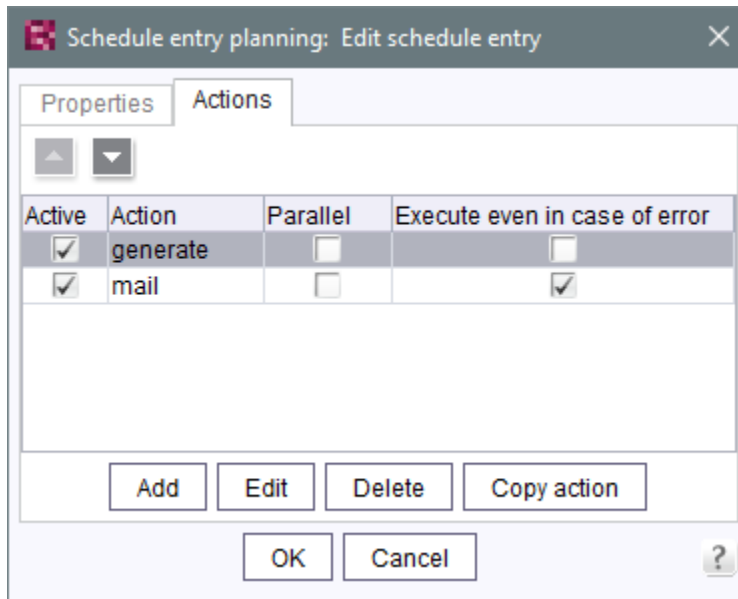 Schedule entry planning: Edit schedule entry
Properties Actions
Active Action Parallel Execute even in case of error
generate
mail
Add Edit Delete Copy action
OK Cancel ?